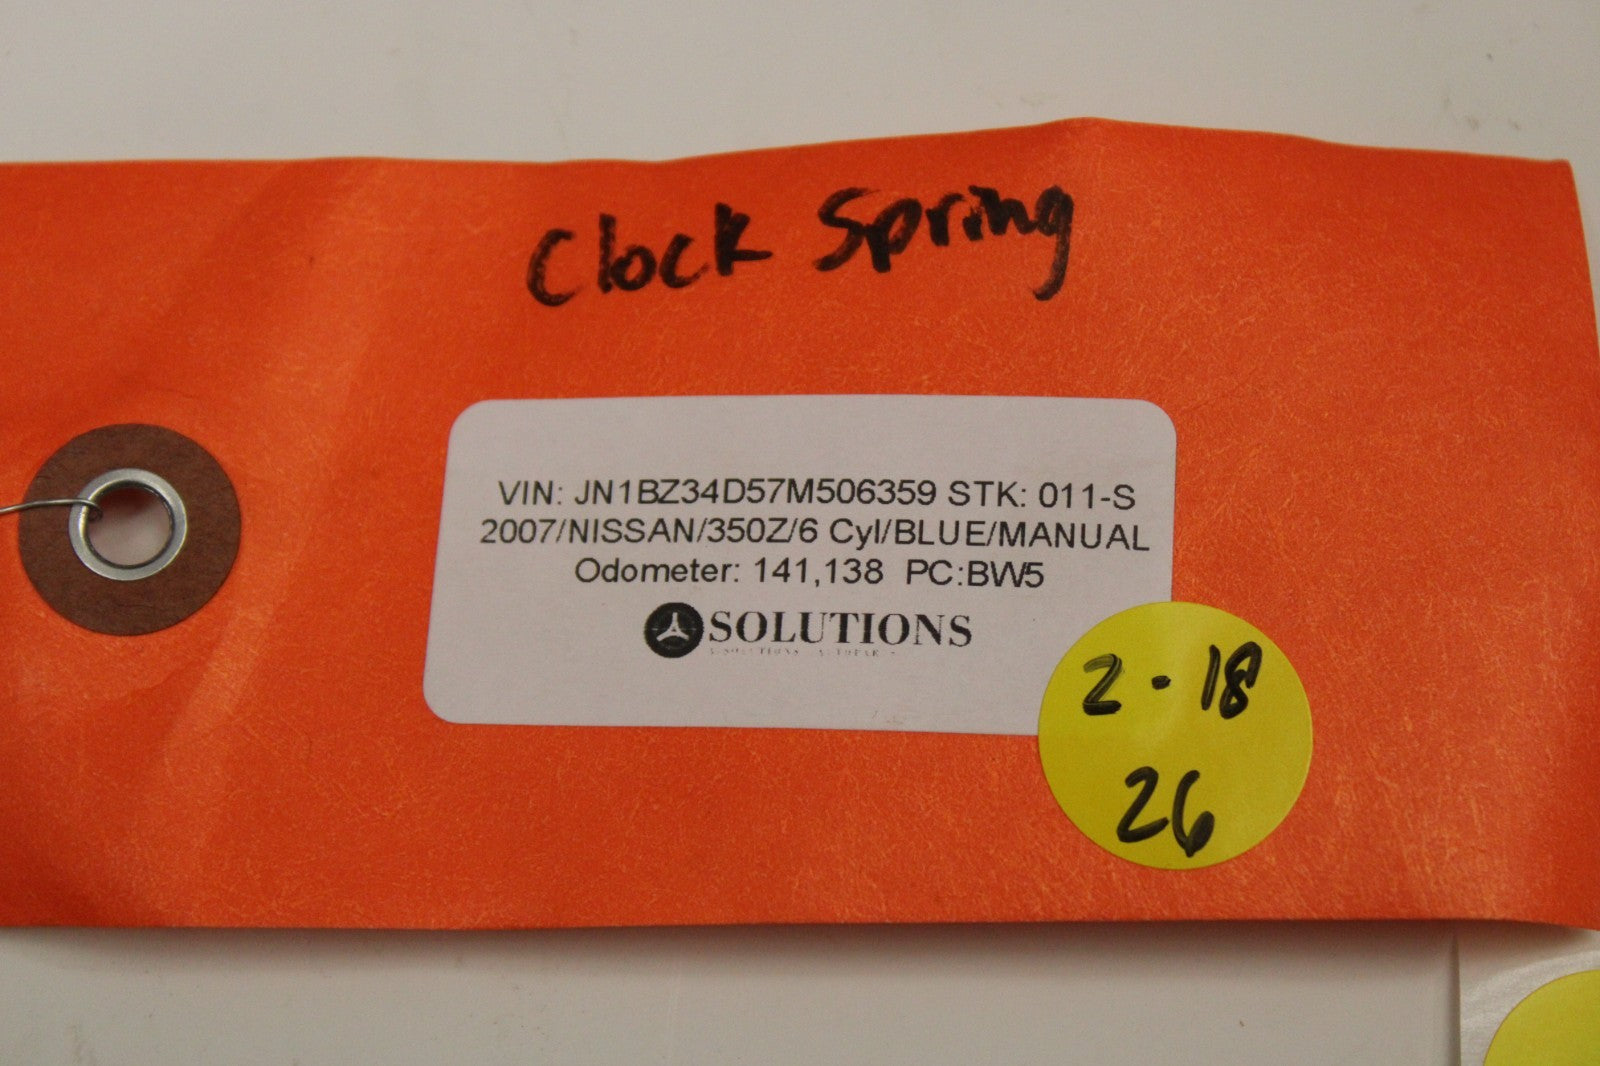 Clock Spring
VIN: JN1BZ34D57M506359 STK: 011-S
2007/NISSAN/350Z/6 Cyl/BLUE/MANUAL
Odometer: 141,138 PC:BW5
SOLUTIONS
2-18
26